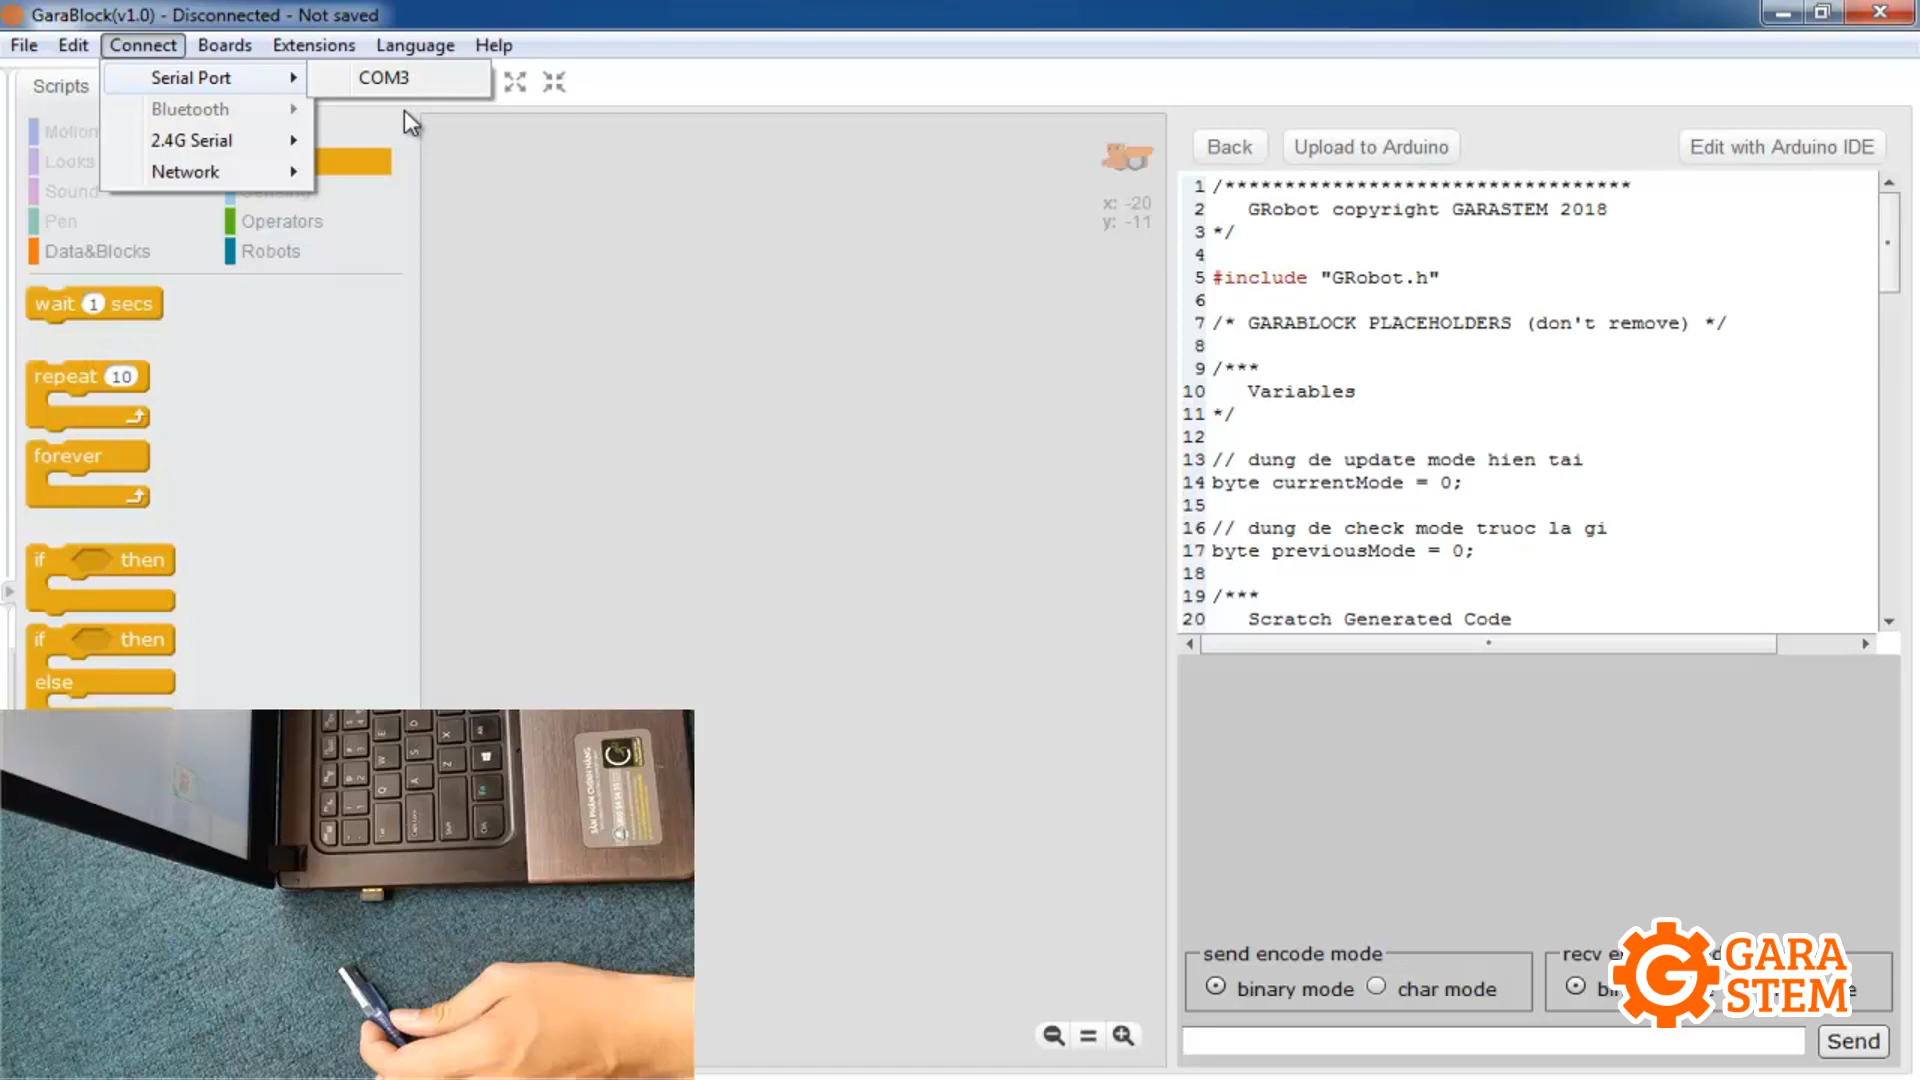 GaraBlock(v1.0) - Disconnected - Not saved
File Edit Connect Boards Extensions Language Help
Serial Port
COM3
Bluetooth
2.4G Serial
Network
Scripts
Motion
Looks
Sound
Pen
Data&Blocks
Operators
Robots
wait 1 secs
repeat 10
forever
if then
if then
else
x: -20
y: -11
Back Upload to Arduino Edit with Arduino IDE
1 /**********************************
2 GRobot copyright GARASTEM 2018
3 */
4
5 #include "GRobot.h"
6
7 /* GARABLOCK PLACEHOLDERS (don't remove) */
8
9 /***
10 Variables
11 */
12
13 // dung de update mode hien tai
14 byte currentMode = 0;
15
16 // dung de check mode truoc la gi
17 byte previousMode = 0;
18
19 /***
20 Scratch Generated Code
send encode mode
binary mode char mode
GARA
STEM
Send
SẢN PHẨM CHÍNH HÃNG